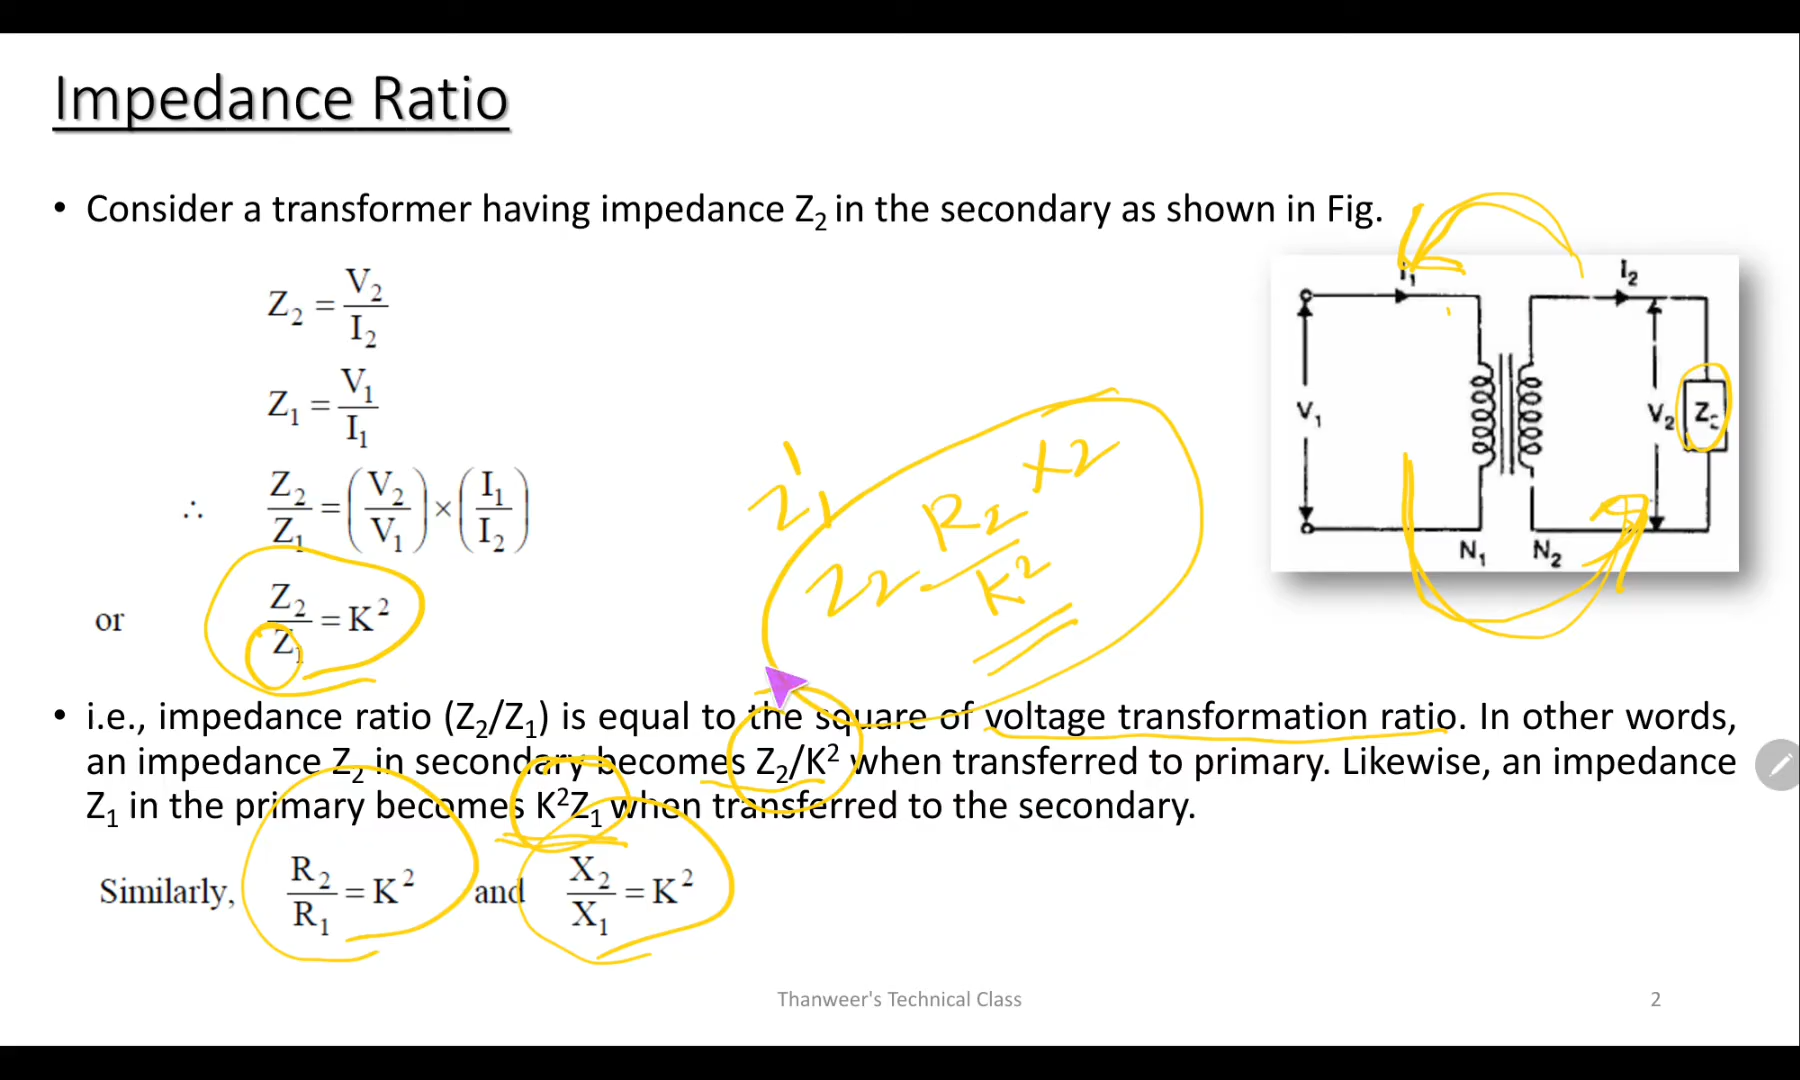 Impedance Ratio
• Consider a transformer having impedance Z₂ in the secondary as shown in Fig.
Z₂ = V₂/I₂
Z₁ = V₁/I₁
∴ Z₂/Z₁ = (V₂/V₁) × (I₁/I₂)
or Z₂/Z₁ = K²
I₁ I₂
V₁ V₂
N₁ N₂
X2
R2
Z2
K²
• i.e., impedance ratio (Z₂/Z₁) is equal to the square of voltage transformation ratio. In other words,
an impedance Z₂ in secondary becomes Z₂/K² when transferred to primary. Likewise, an impedance
Z₁ in the primary becomes K²Z₁ when transferred to the secondary.
Similarly, R₂/R₁ = K² and X₂/X₁ = K²
Thanweer's Technical Class 2